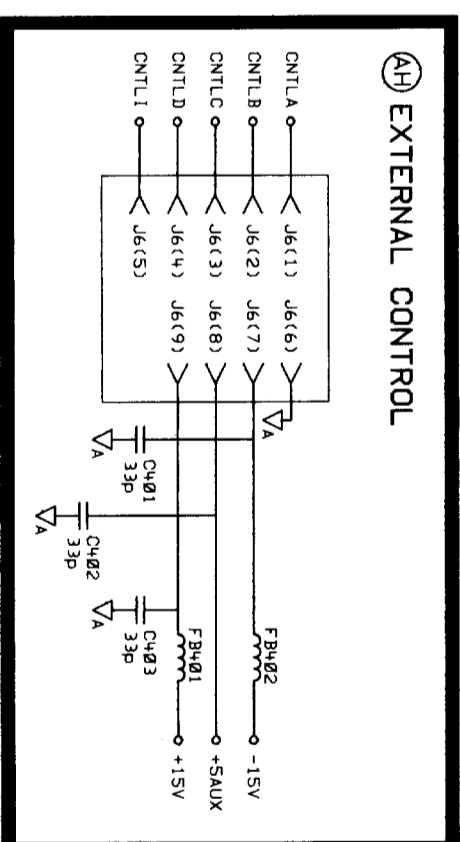 AH EXTERNAL CONTROL
CNTLA J6(1) J6(6) A
CNTLB J6(2) J6(7) FB402 -15V
CNTLC J6(3) J6(8) +5AUX
CNTLD J6(4) J6(9) FB401 +15V
CNTLI J6(5)
C401 33p A
C402 33p A
C403 33p A